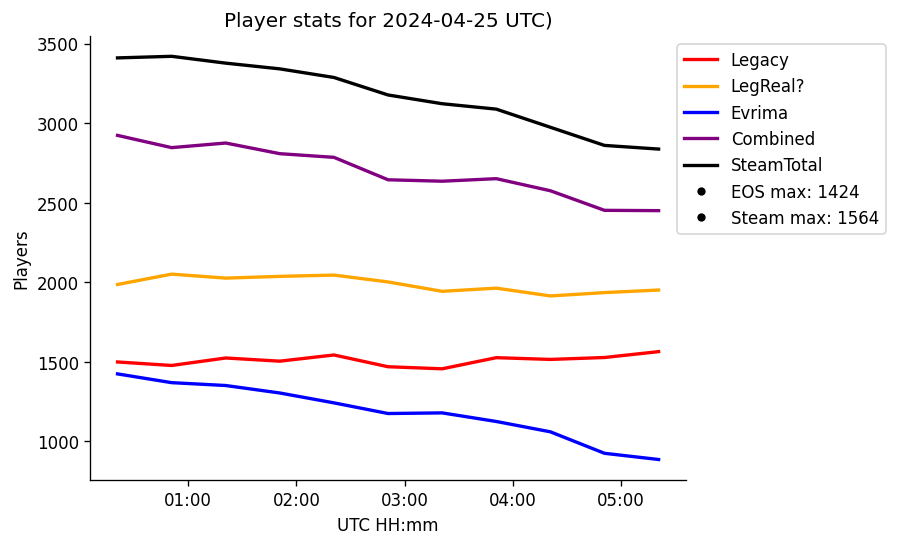 Player stats for 2024-04-25 UTC)
3500
3000
2500
2000
1500
1000
Players
01:00 02:00 03:00 04:00 05:00
UTC HH:mm
Legacy
LegReal?
Evrima
Combined
SteamTotal
EOS max: 1424
Steam max: 1564